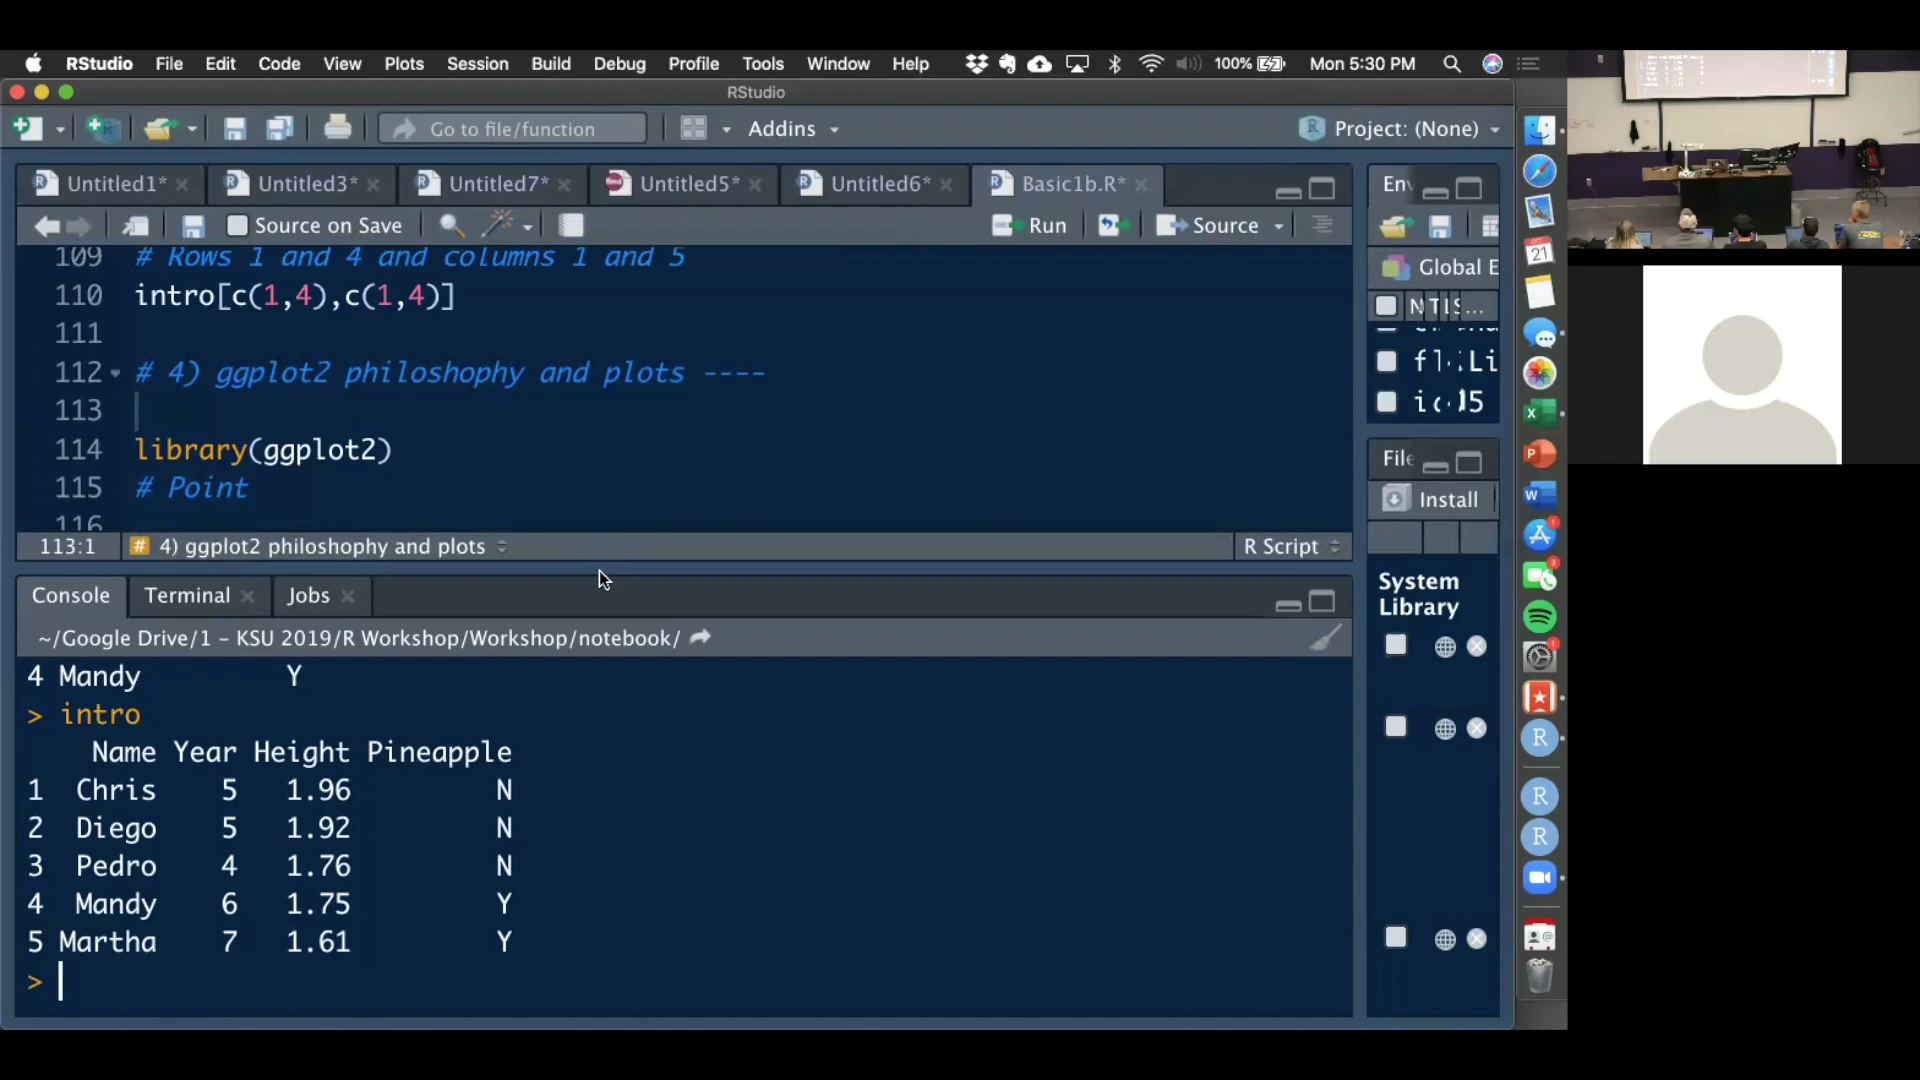 RStudio File Edit Code View Plots Session Build Debug Profile Tools Window Help 100% Mon 5:30 PM
RStudio
Go to file/function Addins Project: (None)
Untitled1* Untitled3* Untitled7* Untitled5* Untitled6* Basic1b.R*
Source on Save Run Source
109 # Rows 1 and 4 and columns 1 and 5
110 intro[c(1,4),c(1,4)]
111
112 # 4) ggplot2 philoshophy and plots ----
113
114 library(ggplot2)
115 # Point
116
113:1 4) ggplot2 philoshophy and plots R Script
Console Terminal Jobs
~/Google Drive/1 – KSU 2019/R Workshop/Workshop/notebook/
4 Mandy Y
> intro
Name Year Height Pineapple
1 Chris 5 1.96 N
2 Diego 5 1.92 N
3 Pedro 4 1.76 N
4 Mandy 6 1.75 Y
5 Martha 7 1.61 Y
>
Global E
Install
System
Library
21